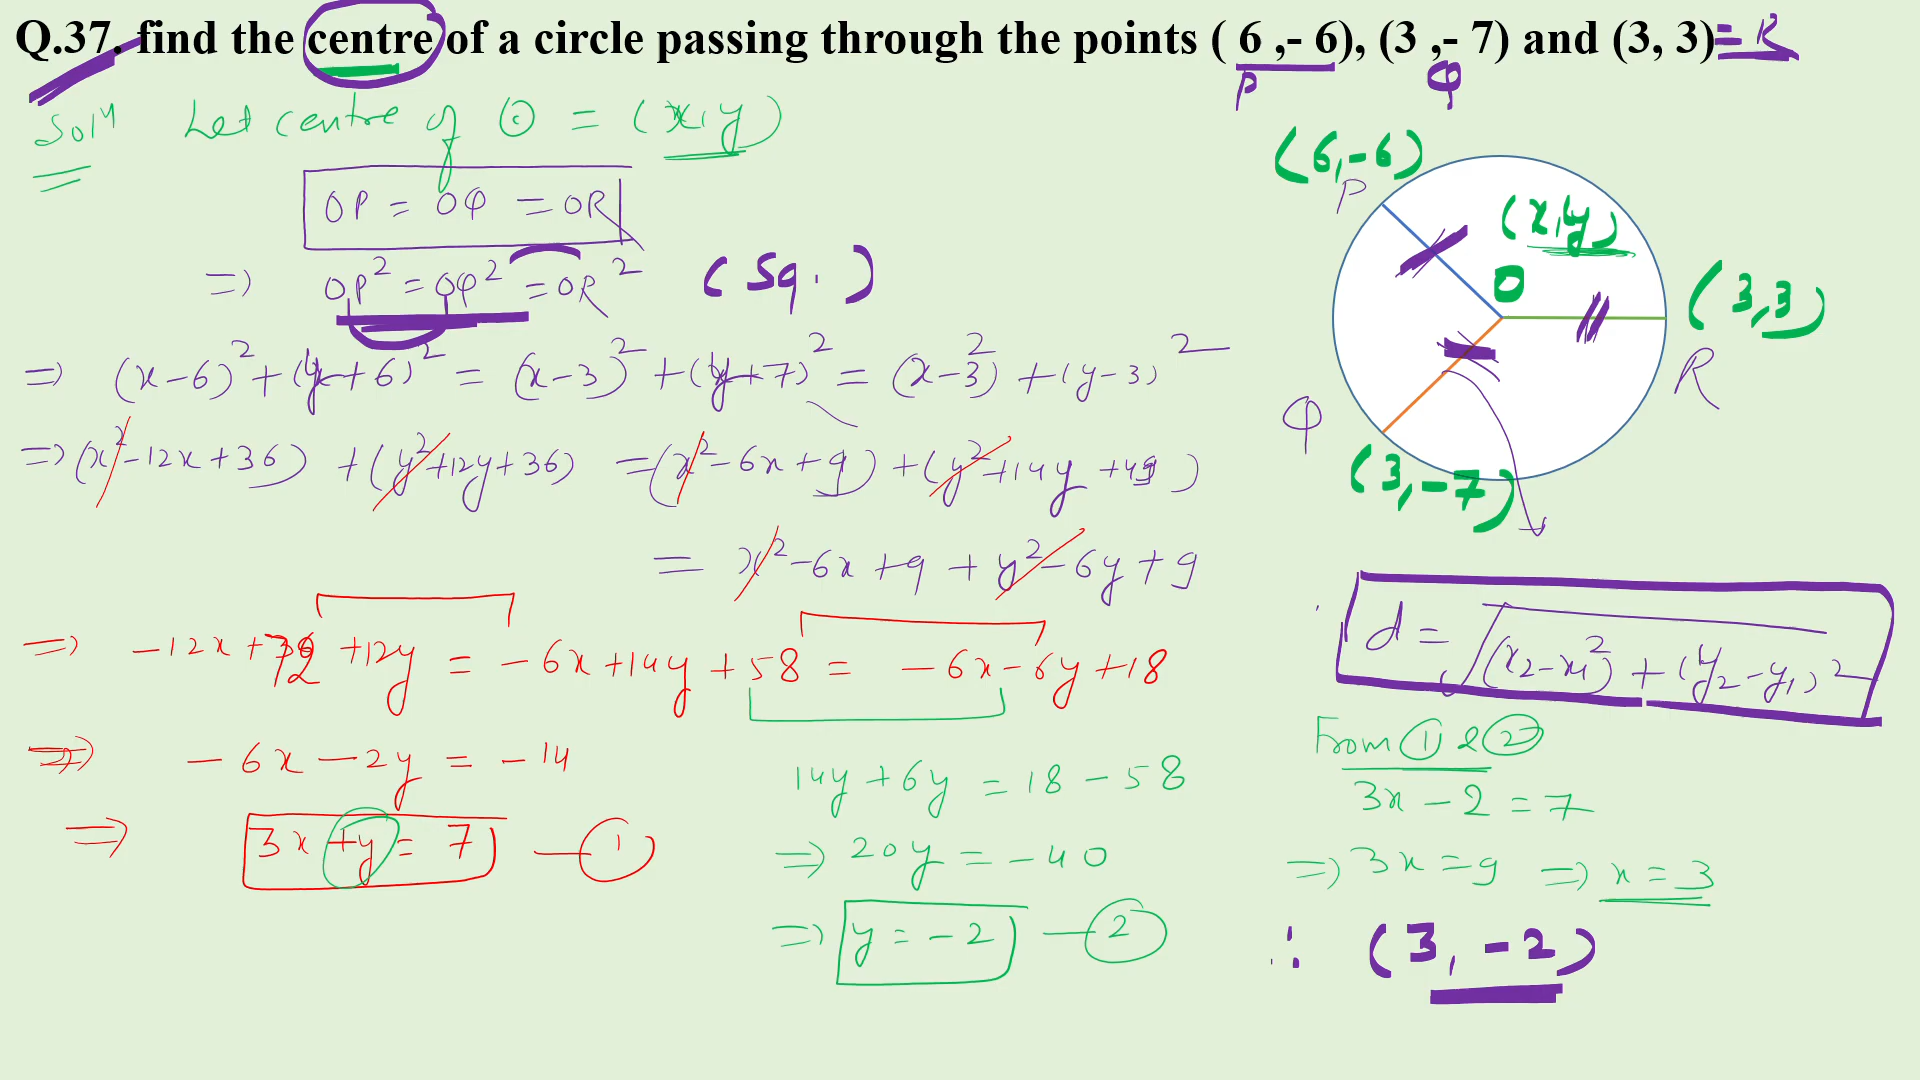 Q.37. find the centre of a circle passing through the points ( 6 ,- 6), (3 ,- 7) and (3, 3) = R
P
Q
Soln Let centre of ⊙ = (x, y)
OP = OQ = OR
=> OP² = OQ² = OR² (Sq.)
=> (x-6)² + (y+6)² = (x-3)² + (y+7)² = (x-3)² + (y-3)²
=> (x²-12x+36) + (y²+12y+36) = (x²-6x+9) + (y²+14y+49)
= x²-6x+9 + y²-6y+9
=> -12x+72+12y = -6x+14y+58 = -6x-6y+18
=> -6x-2y = -14
=> 3x+y = 7 — 1
14y+6y = 18-58
=> 20y = -40
=> y = -2 — 2
(6,-6)
P
(x,y)
O
(3,3)
R
Q
(3,-7)
d = √(x₂-x₁)² + (y₂-y₁)²
From 1 & 2
3x-2 = 7
=> 3x = 9 => x = 3
∴ (3, -2)